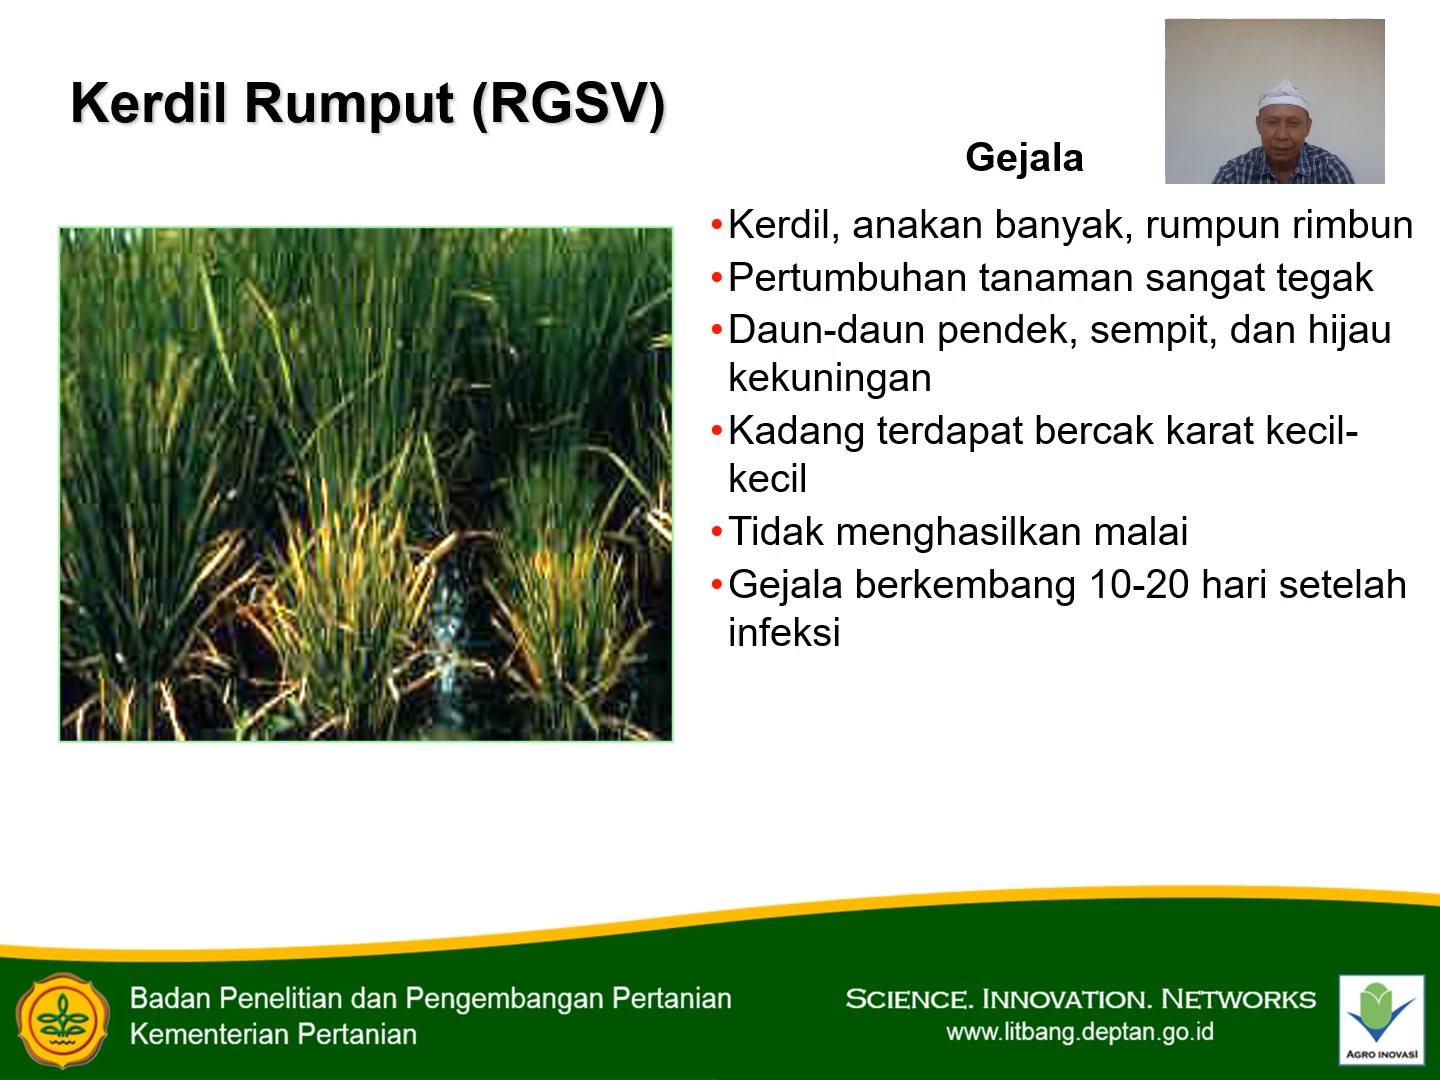 Kerdil Rumput (RGSV)
Gejala
•Kerdil, anakan banyak, rumpun rimbun
•Pertumbuhan tanaman sangat tegak
•Daun-daun pendek, sempit, dan hijau
kekuningan
•Kadang terdapat bercak karat kecil-
kecil
•Tidak menghasilkan malai
•Gejala berkembang 10-20 hari setelah
infeksi
Badan Penelitian dan Pengembangan Pertanian
Kementerian Pertanian
SCIENCE. INNOVATION. NETWORKS
www.litbang.deptan.go.id
AGRO INOVASI